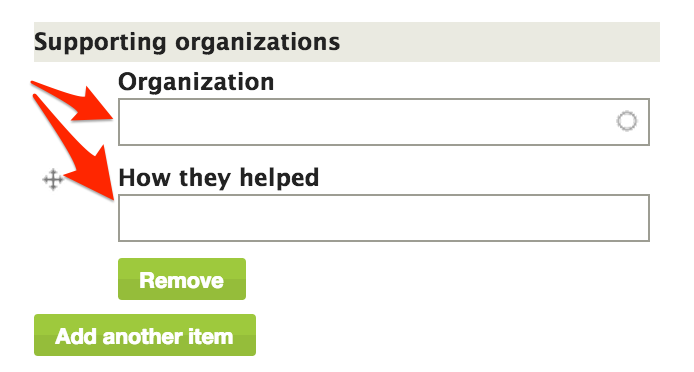 Supporting organizations
Organization
How they helped
Remove
Add another item